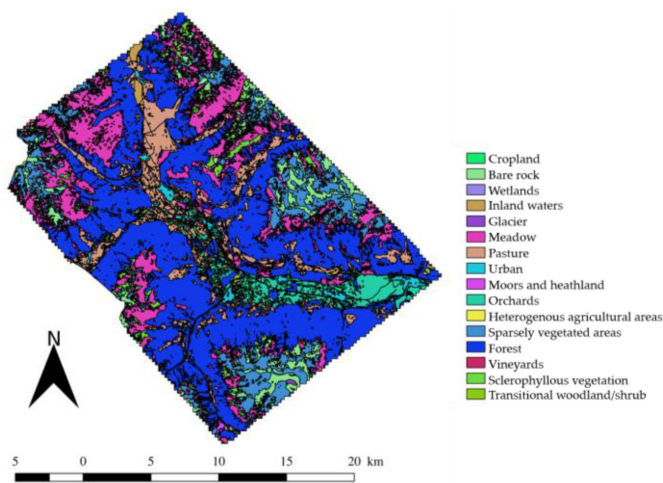 Cropland
Bare rock
Wetlands
Inland waters
Glacier
Meadow
Pasture
Urban
Moors and heathland
Orchards
Heterogenous agricultural areas
Sparsely vegetated areas
Forest
Vineyards
Sclerophyllous vegetation
Transitional woodland/shrub
N
5 0 5 10 15 20 km